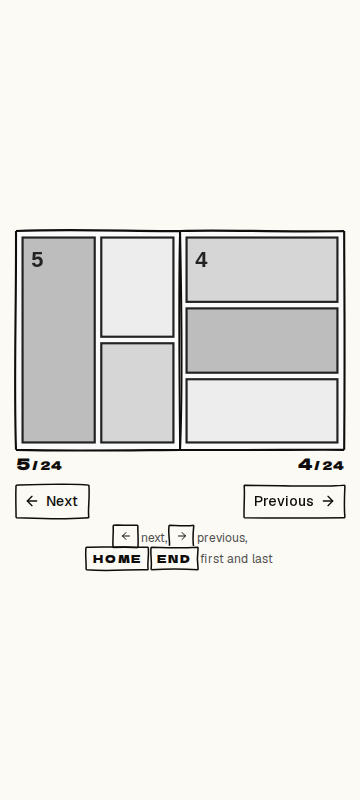 5 4
5/24 4/24
← Next Previous →
← next, → previous,
HOME END first and last